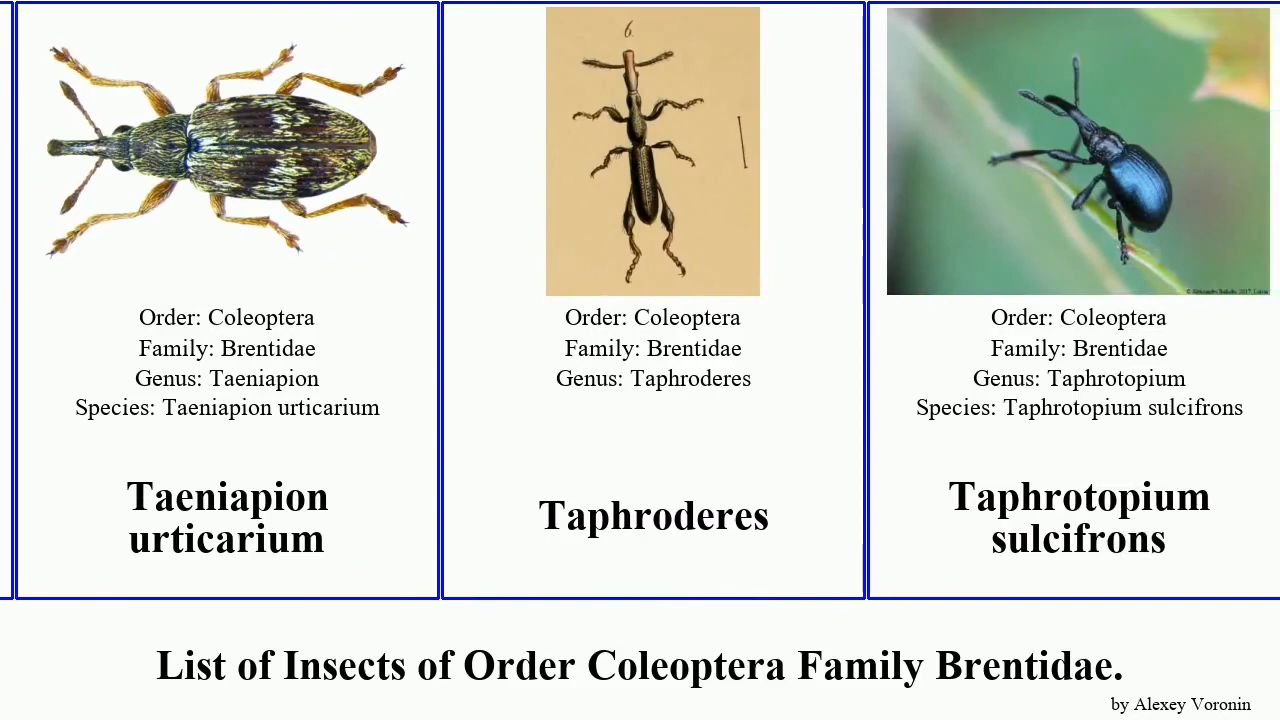 6.
Order: Coleoptera
Family: Brentidae
Genus: Taeniapion
Species: Taeniapion urticarium
Taeniapion
urticarium
Order: Coleoptera
Family: Brentidae
Genus: Taphroderes
Taphroderes
Order: Coleoptera
Family: Brentidae
Genus: Taphrotopium
Species: Taphrotopium sulcifrons
Taphrotopium
sulcifrons
List of Insects of Order Coleoptera Family Brentidae.
by Alexey Voronin